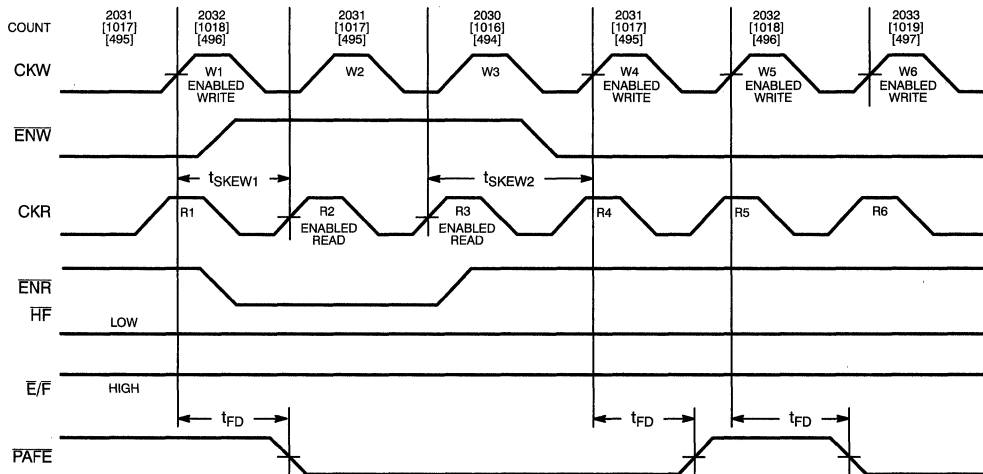 COUNT
2031
[1017]
[495]
2032
[1018]
[496]
2031
[1017]
[495]
2030
[1016]
[494]
2031
[1017]
[495]
2032
[1018]
[496]
2033
[1019]
[497]
CKW
W1
ENABLED
WRITE
W2
W3
W4
ENABLED
WRITE
W5
ENABLED
WRITE
W6
ENABLED
WRITE
ENW
tSKEW1
tSKEW2
CKR
R1
R2
ENABLED
READ
R3
ENABLED
READ
R4
R5
R6
ENR
HF
LOW
E/F
HIGH
tFD
tFD
tFD
PAFE